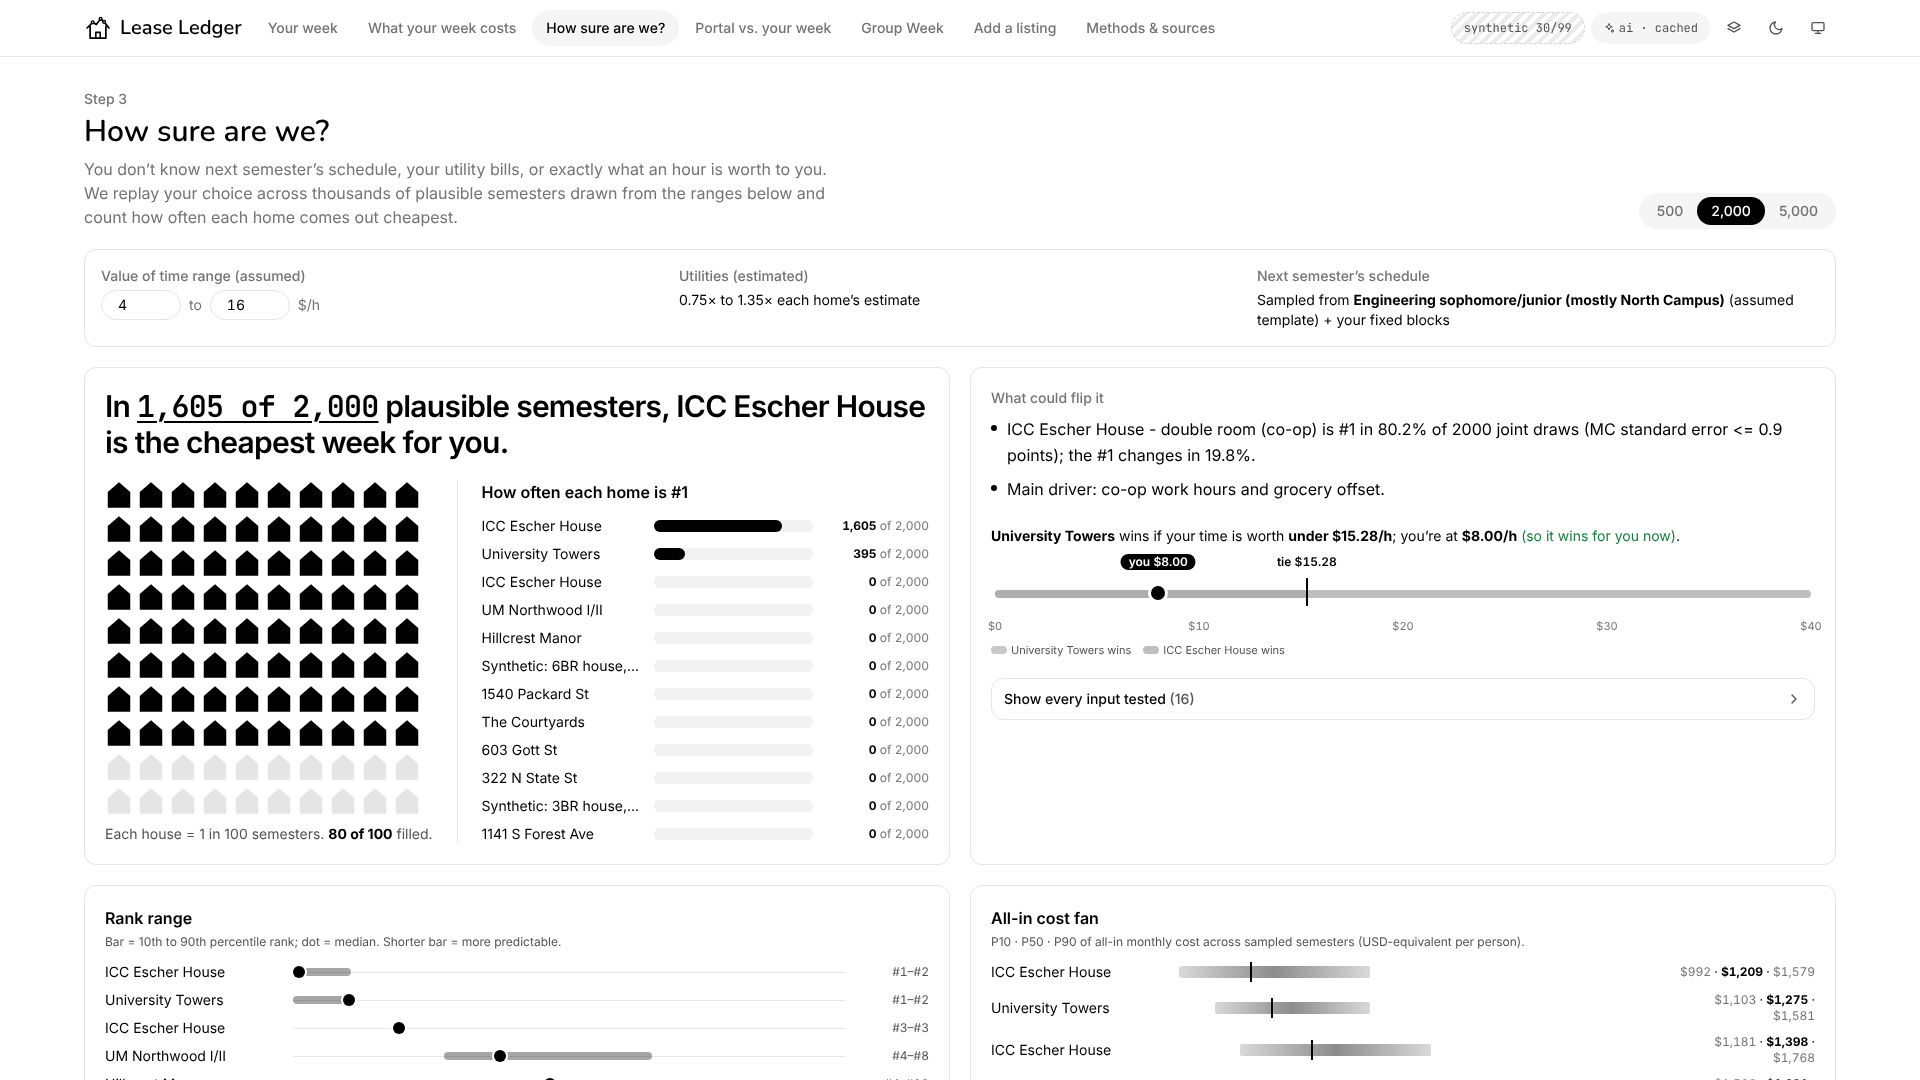 Lease Ledger
Your week
What your week costs
How sure are we?
Portal vs. your week
Group Week
Add a listing
Methods & sources
synthetic 30/99
ai · cached
Step 3
How sure are we?
You don’t know next semester’s schedule, your utility bills, or exactly what an hour is worth to you.
We replay your choice across thousands of plausible semesters drawn from the ranges below and
count how often each home comes out cheapest.
500
2,000
5,000
Value of time range (assumed)
4 to 16 $/h
Utilities (estimated)
0.75× to 1.35× each home’s estimate
Next semester’s schedule
Sampled from Engineering sophomore/junior (mostly North Campus) (assumed
template) + your fixed blocks
In 1,605 of 2,000 plausible semesters, ICC Escher House
is the cheapest week for you.
Each house = 1 in 100 semesters. 80 of 100 filled.
How often each home is #1
ICC Escher House 1,605 of 2,000
University Towers 395 of 2,000
ICC Escher House 0 of 2,000
UM Northwood I/II 0 of 2,000
Hillcrest Manor 0 of 2,000
Synthetic: 6BR house,... 0 of 2,000
1540 Packard St 0 of 2,000
The Courtyards 0 of 2,000
603 Gott St 0 of 2,000
322 N State St 0 of 2,000
Synthetic: 3BR house,... 0 of 2,000
1141 S Forest Ave 0 of 2,000
What could flip it
• ICC Escher House - double room (co-op) is #1 in 80.2% of 2000 joint draws (MC standard error <= 0.9
points); the #1 changes in 19.8%.
• Main driver: co-op work hours and grocery offset.
University Towers wins if your time is worth under $15.28/h; you’re at $8.00/h (so it wins for you now).
you $8.00
tie $15.28
$0 $10 $20 $30 $40
University Towers wins
ICC Escher House wins
Show every input tested (16)
Rank range
Bar = 10th to 90th percentile rank; dot = median. Shorter bar = more predictable.
ICC Escher House #1–#2
University Towers #1–#2
ICC Escher House #3–#3
UM Northwood I/II #4–#8
All-in cost fan
P10 · P50 · P90 of all-in monthly cost across sampled semesters (USD-equivalent per person).
ICC Escher House $992 · $1,209 · $1,579
University Towers $1,103 · $1,275 ·
$1,581
ICC Escher House $1,181 · $1,398 ·
$1,768